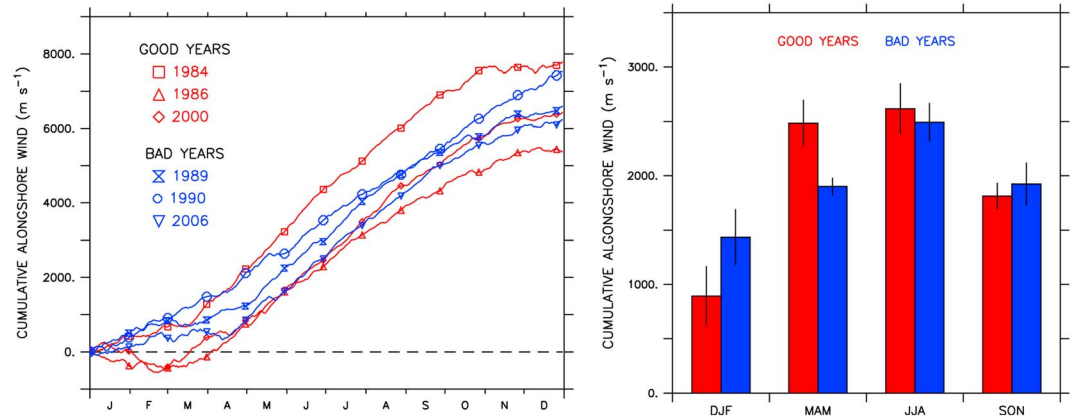 CUMULATIVE ALONGSHORE WIND (m s⁻¹)
8000.
6000.
4000.
2000.
0.
GOOD YEARS
1984
1986
2000
BAD YEARS
1989
1990
2006
J F M A M J J A S O N D
CUMULATIVE ALGONGSHORE WIND (m s⁻¹)
3000.
2000.
1000.
0.
GOOD YEARS BAD YEARS
DJF MAM JJA SON